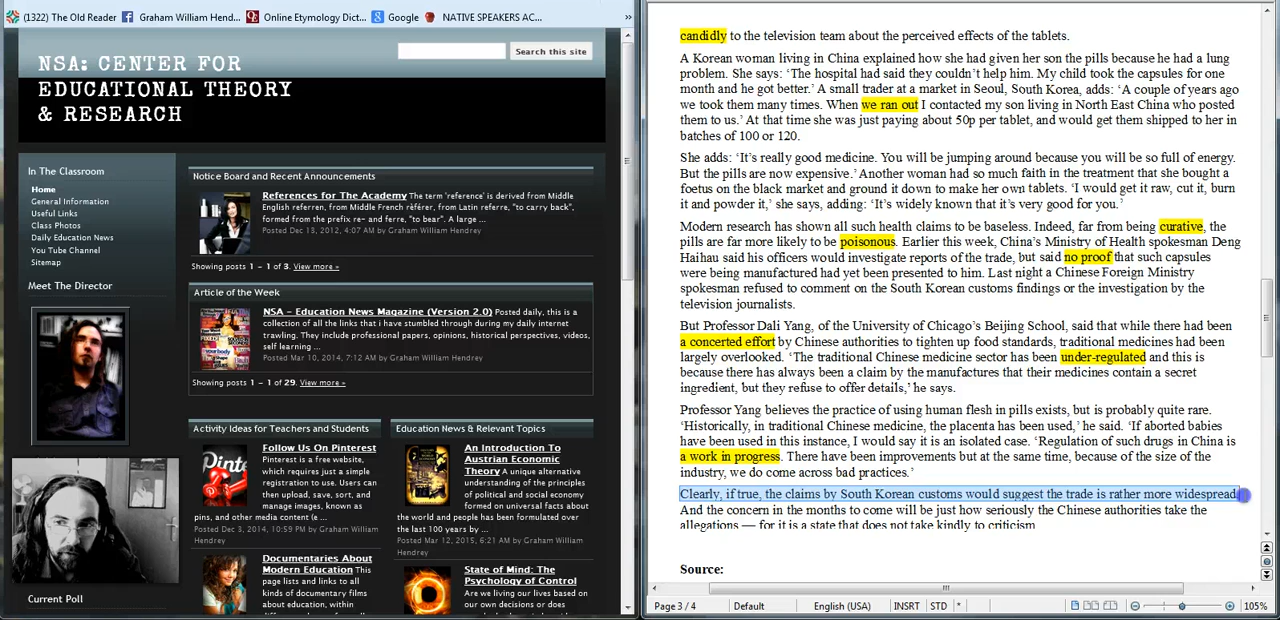 (1322) The Old Reader
Graham William Hend...
Online Etymology Dict...
Google
NATIVE SPEAKERS AC...
»
Search this site
NSA: CENTER FOR
EDUCATIONAL THEORY
& RESEARCH
In The Classroom
Home
General Information
Useful Links
Class Photos
Daily Education News
You Tube Channel
Sitemap
Meet The Director
Current Poll
Notice Board and Recent Announcements
References for The Academy The term 'reference' is derived from Middle
English referren, from Middle French référer, from Latin referre, "to carry back",
formed from the prefix re- and ferre, "to bear". A large ...
Posted Dec 13, 2012, 4:07 AM by Graham William Hendrey
Showing posts 1 - 1 of 3. View more »
Article of the Week
NSA - Education News Magazine (Version 2.0) Posted daily, this is a
collection of all the links that i have stumbled through during my daily internet
trawling. They include professional papers, opinions, historical perspectives, videos,
self learning. ...
Posted Mar 10, 2014, 7:12 AM by Graham William Hendrey
Showing posts 1 - 1 of 29. View more »
Activity Ideas for Teachers and Students
Follow Us On Pinterest
Pinterest is a free website,
which requires just a simple
registration to use. Users can
then upload, save, sort, and
manage images, known as
pins, and other media content (e ...
Posted Dec 3, 2014, 10:59 PM by Graham William
Hendrey
Documentaries About
Modern Education This
page lists and links to all
kinds of documentary films
about education, within
Education News & Relevant Topics
An Introduction To
Austrian Economic
Theory A unique alternative
understanding of the
principles of political and social economy
formed on universal facts about
the world and people has been formulated over
the last 100 years by ...
Posted Mar 12, 2015, 6:21 AM by Graham William
Hendrey
State of Mind: The
Psychology of Control
Are we living our lives based on
our own decisions or does
candidly to the television team about the perceived effects of the tablets.
A Korean woman living in China explained how she had given her son the pills because he had a lung
problem. She says: ‘The hospital had said they couldn’t help him. My child took the capsules for one
month and he got better.’ A small trader at a market in Seoul, South Korea, adds: ‘A couple of years ago
we took them many times. When we ran out I contacted my son living in North East China who posted
them to us.’ At that time she was just paying about 50p per tablet, and would get them shipped to her in
batches of 100 or 120.
She adds: ‘It’s really good medicine. You will be jumping around because you will be so full of energy.
But the pills are now expensive.’ Another woman had so much faith in the treatment that she bought a
foetus on the black market and ground it down to make her own tablets. ‘I would get it raw, cut it, burn
it and powder it,’ she says, adding: ‘It’s widely known that it’s very good for you.’
Modern research has shown all such health claims to be baseless. Indeed, far from being curative, the
pills are far more likely to be poisonous. Earlier this week, China’s Ministry of Health spokesman Deng
Haihau said his officers would investigate reports of the trade, but said no proof that such capsules
were being manufactured had yet been presented to him. Last night a Chinese Foreign Ministry
spokesman refused to comment on the South Korean customs findings or the investigation by the
television journalists.
But Professor Dali Yang, of the University of Chicago’s Beijing School, said that while there had been
a concerted effort by Chinese authorities to tighten up food standards, traditional medicines had been
largely overlooked. ‘The traditional Chinese medicine sector has been under-regulated and this is
because there has always been a claim by the manufactures that their medicines contain a secret
ingredient, but they refuse to offer details,’ he says.
Professor Yang believes the practice of using human flesh in pills exists, but is probably quite rare.
‘Historically, in traditional Chinese medicine, the placenta has been used,’ he said. ‘If aborted babies
have been used in this instance, I would say it is an isolated case. ‘Regulation of such drugs in China is
a work in progress. There have been improvements but at the same time, because of the size of the
industry, we do come across bad practices.’
Clearly, if true, the claims by South Korean customs would suggest the trade is rather more widespread.
And the concern in the months to come will be just how seriously the Chinese authorities take the
allegations — for it is a state that does not take kindly to criticism
Source:
Page 3 / 4
Default
English (USA)
INSRT
STD
*
105%